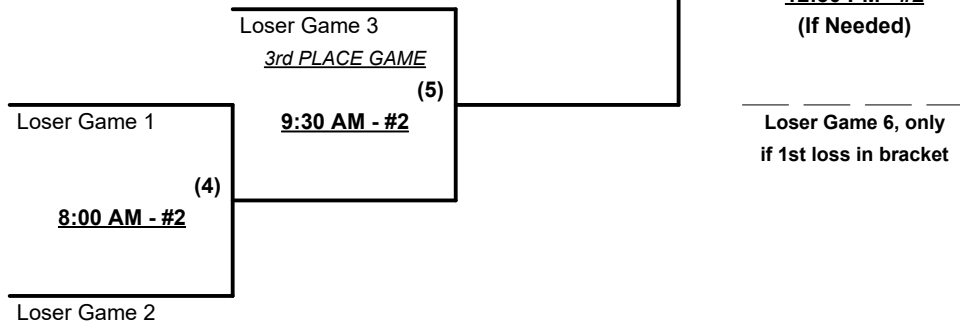 (If Needed)
Loser Game 3
3rd PLACE GAME
(5)
9:30 AM - #2
Loser Game 1
Loser Game 6, only
if 1st loss in bracket
(4)
8:00 AM - #2
Loser Game 2